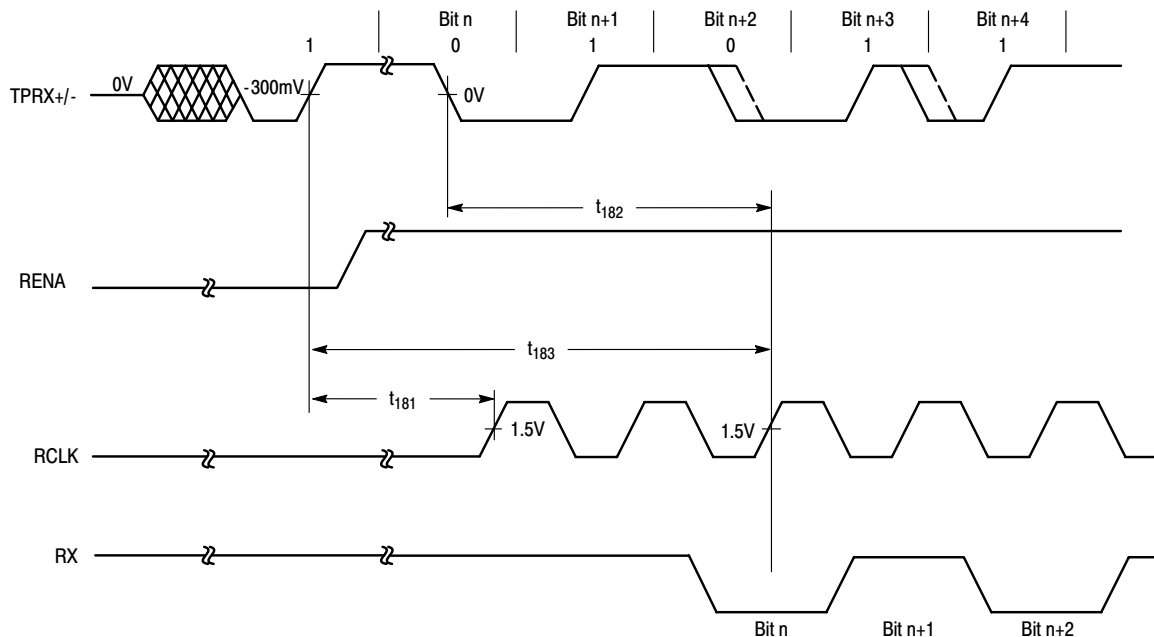 Bit n Bit n+1 Bit n+2 Bit n+3 Bit n+4
1 0 1 0 1 1
TPRX+/- 0V -300mV 0V
t182
RENA
t183
t181
RCLK 1.5V 1.5V
RX
Bit n Bit n+1 Bit n+2